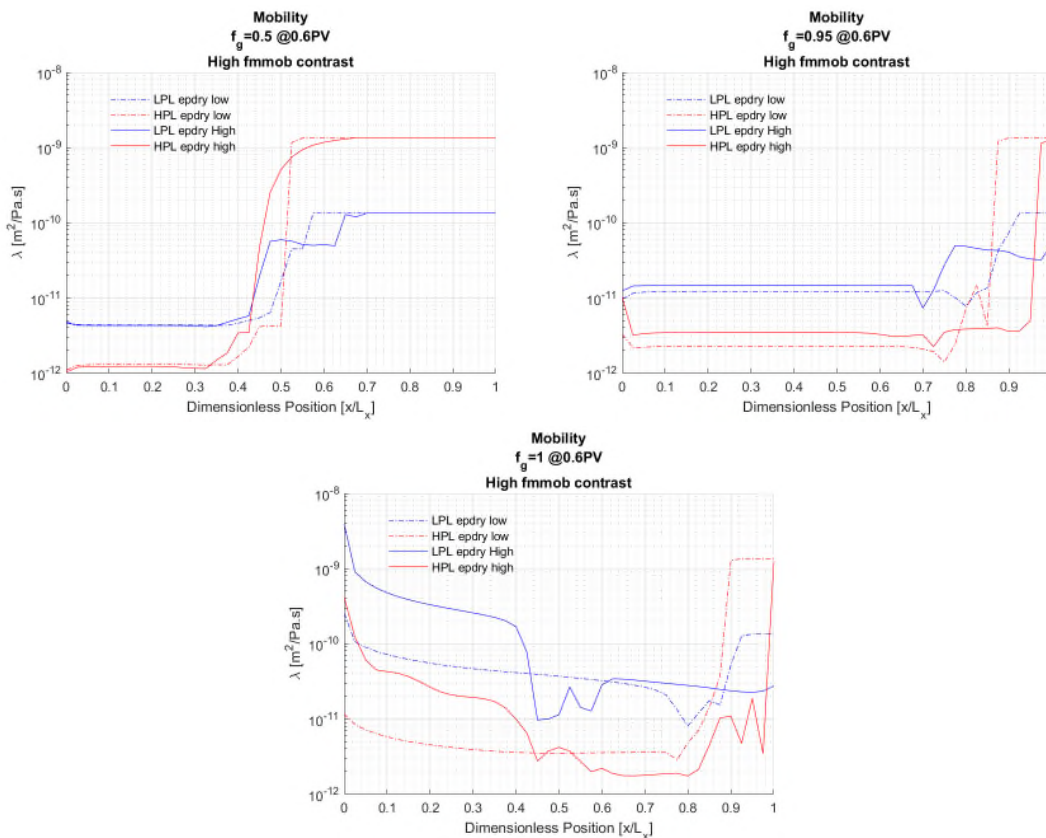 Mobility
f_g=0.5 @0.6PV
High fmmob contrast
10^-8
10^-9
10^-10
10^-11
10^-12
λ [m^2/Pa.s]
LPL epdry low
HPL epdry low
LPL epdry High
HPL epdry high
0 0.1 0.2 0.3 0.4 0.5 0.6 0.7 0.8 0.9 1
Dimensionless Position [x/L_x]
Mobility
f_g=0.95 @0.6PV
High fmmob contrast
10^-8
10^-9
10^-10
10^-11
10^-12
λ [m^2/Pa.s]
LPL epdry low
HPL epdry low
LPL epdry High
HPL epdry high
0 0.1 0.2 0.3 0.4 0.5 0.6 0.7 0.8 0.9
Dimensionless Position [x/L_x]
Mobility
f_g=1 @0.6PV
High fmmob contrast
10^-8
10^-9
10^-10
10^-11
10^-12
λ [m^2/Pa.s]
LPL epdry low
HPL epdry low
LPL epdry High
HPL epdry high
0 0.1 0.2 0.3 0.4 0.5 0.6 0.7 0.8 0.9 1
Dimensionless Position [x/L_x]